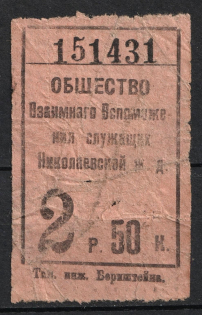 151431
ОБЩЕСТВО
Взаимнаго Вспоможе-
нія служащих
Николаевской ж. д.
2 Р. 50 К.
Тип. инж. Бернштейна.